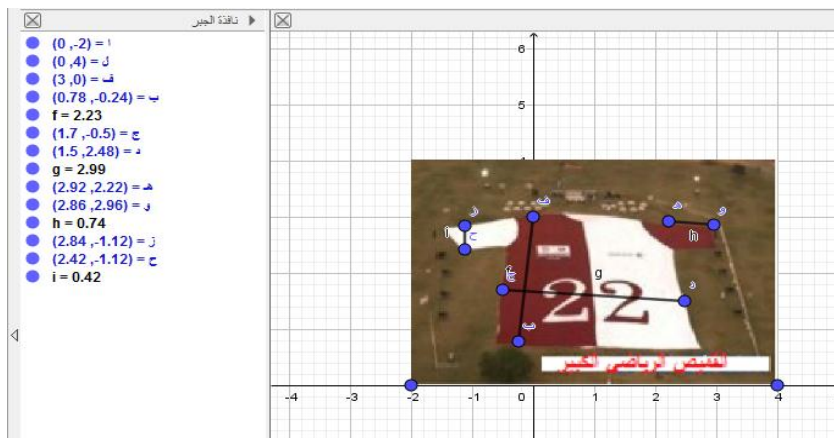 نافذة الجبر
ا = (-2, 0)
ل = (4, 0)
ف = (0, 3)
ب = (-0.24, 0.78)
f = 2.23
ج = (-0.5, 1.7)
د = (2.48, 1.5)
g = 2.99
هـ = (2.22, 2.92)
و = (2.96, 2.86)
h = 0.74
ز = (-1.12, 2.84)
ح = (-1.12, 2.42)
i = 0.42
6
5
ف
هـ
و
ز
i
ح
h
f
ج
g
د
22
ب
القميص الرياضي الكبير
-4 -3 -2 -1 0 1 2 3 4